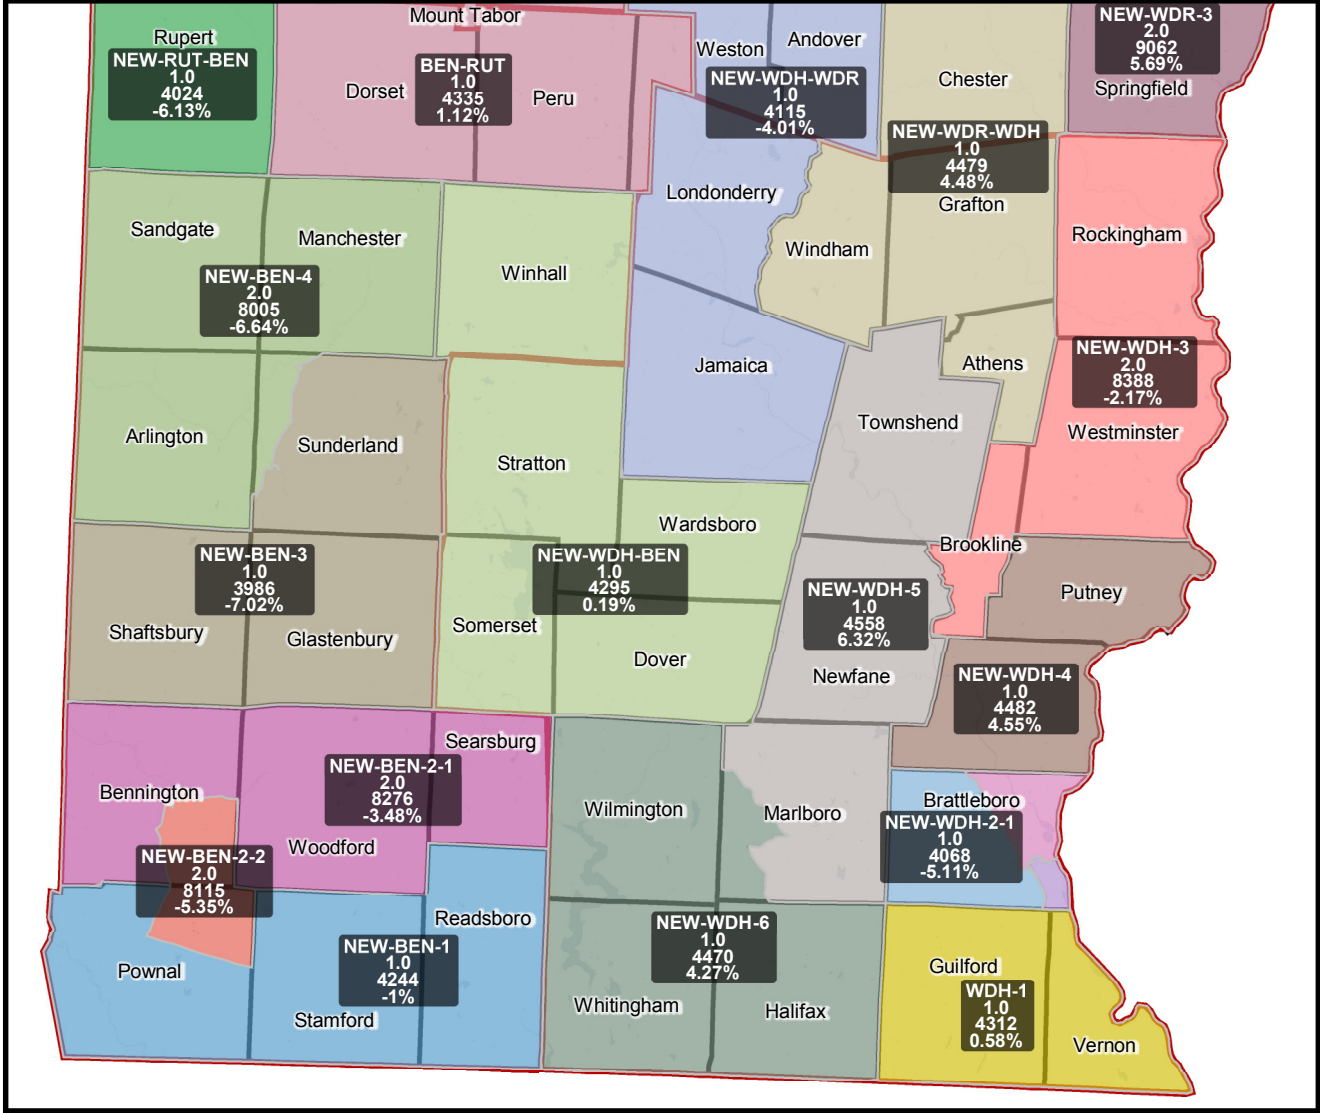 Mount Tabor
Rupert
NEW-RUT-BEN
1.0
4024
-6.13%
Dorset
BEN-RUT
1.0
4335
1.12%
Peru
Weston
Andover
NEW-WDH-WDR
1.0
4115
-4.01%
Chester
NEW-WDR-3
2.0
9062
5.69%
Springfield
NEW-WDR-WDH
1.0
4479
4.48%
Grafton
Londonderry
Windham
Rockingham
Sandgate
Manchester
NEW-BEN-4
2.0
8005
-6.64%
Winhall
Jamaica
Athens
NEW-WDH-3
2.0
8388
-2.17%
Westminster
Townshend
Arlington
Sunderland
Stratton
Wardsboro
Brookline
NEW-BEN-3
1.0
3986
-7.02%
Shaftsbury
Glastenbury
NEW-WDH-BEN
1.0
4295
0.19%
Somerset
Dover
NEW-WDH-5
1.0
4558
6.32%
Newfane
Putney
NEW-WDH-4
1.0
4482
4.55%
Searsburg
NEW-BEN-2-1
2.0
8276
-3.48%
Bennington
Woodford
Wilmington
Marlboro
Brattleboro
NEW-WDH-2-1
1.0
4068
-5.11%
NEW-BEN-2-2
2.0
8115
-5.35%
Readsboro
NEW-BEN-1
1.0
4244
-1%
Pownal
Stamford
NEW-WDH-6
1.0
4470
4.27%
Whitingham
Halifax
Guilford
WDH-1
1.0
4312
0.58%
Vernon